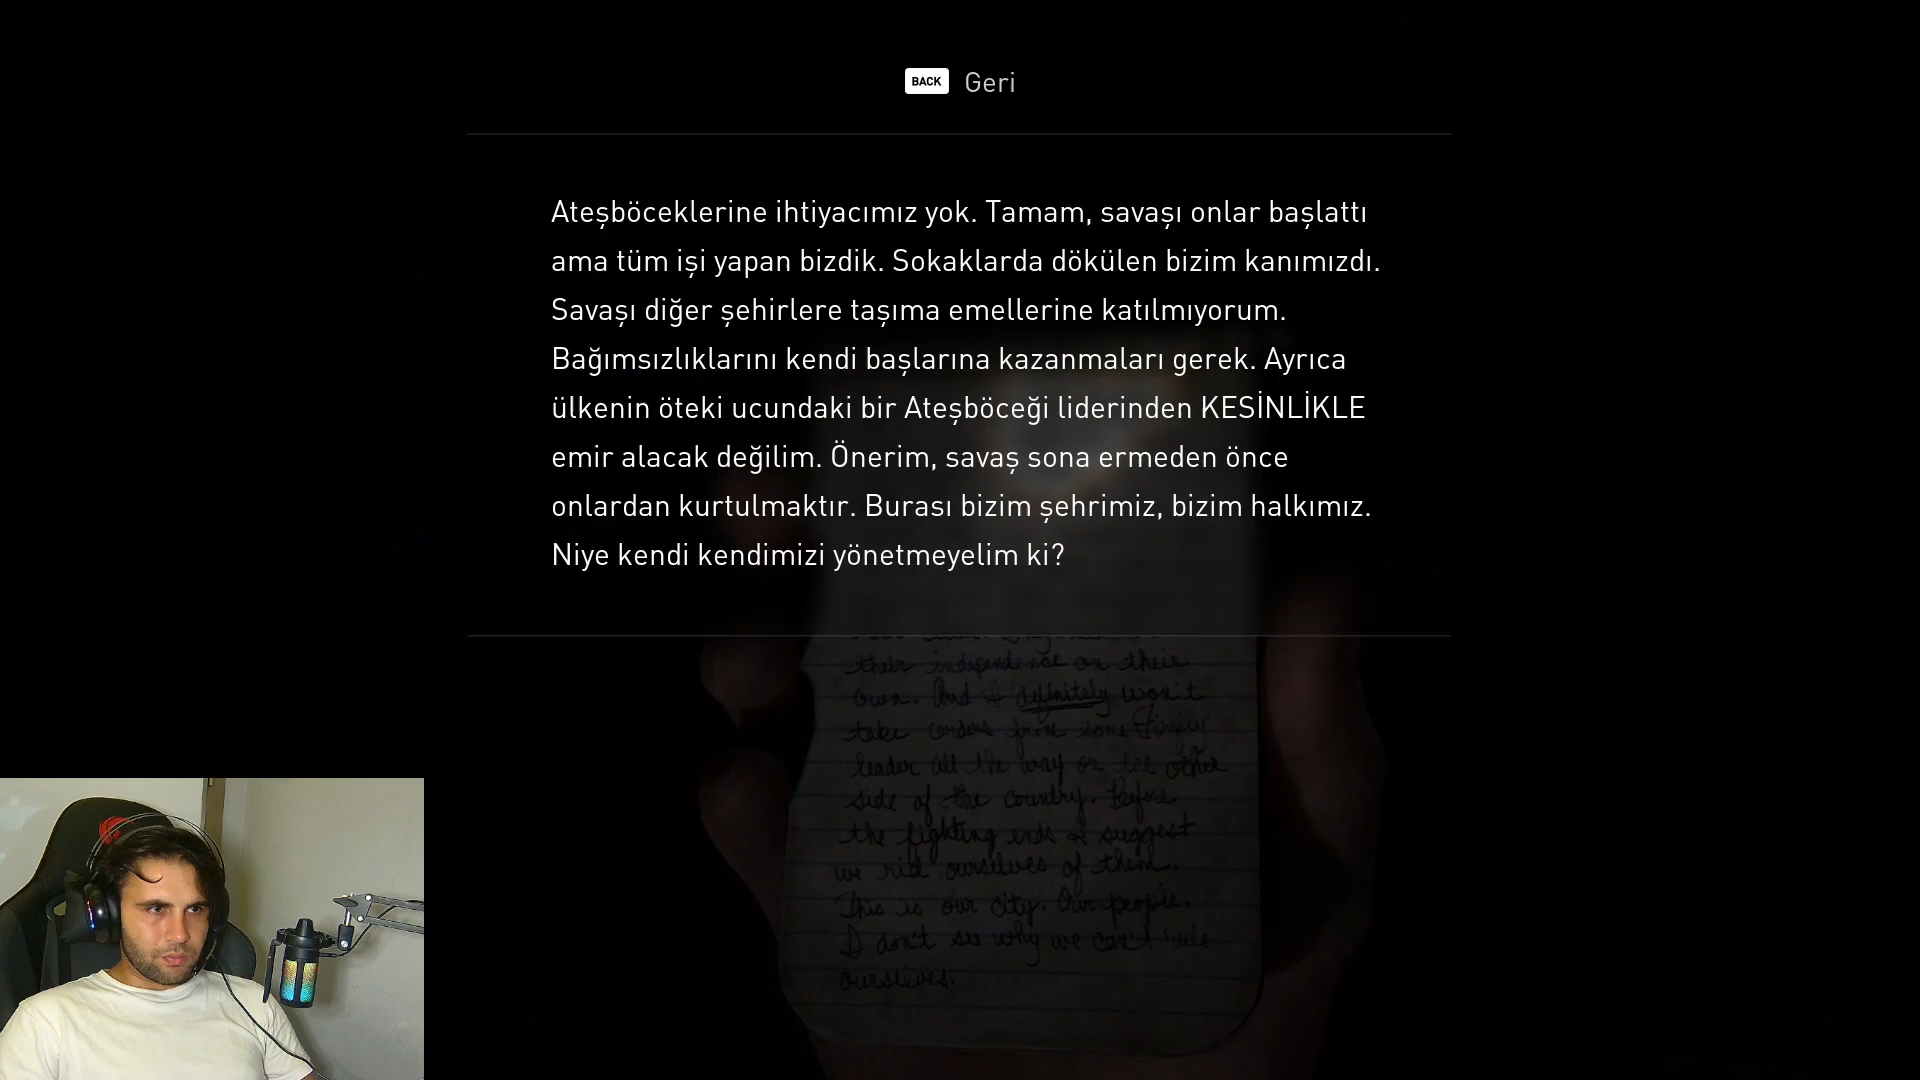 BACK Geri
Ateşböceklerine ihtiyacımız yok. Tamam, savaşı onlar başlattı
ama tüm işi yapan bizdik. Sokaklarda dökülen bizim kanımızdı.
Savaşı diğer şehirlere taşıma emellerine katılmıyorum.
Bağımsızlıklarını kendi başlarına kazanmaları gerek. Ayrıca
ülkenin öteki ucundaki bir Ateşböceği liderinden KESİNLİKLE
emir alacak değilim. Önerim, savaş sona ermeden önce
onlardan kurtulmaktır. Burası bizim şehrimiz, bizim halkımız.
Niye kendi kendimizi yönetmeyelim ki?
their independence on their
own. And I definitely won't
take orders from some Firefly
leader all the way on the other
side of the country. Before
the fighting ends I suggest
we rid ourselves of them.
This is our city. Our people.
I don't see why we can't rule
ourselves.